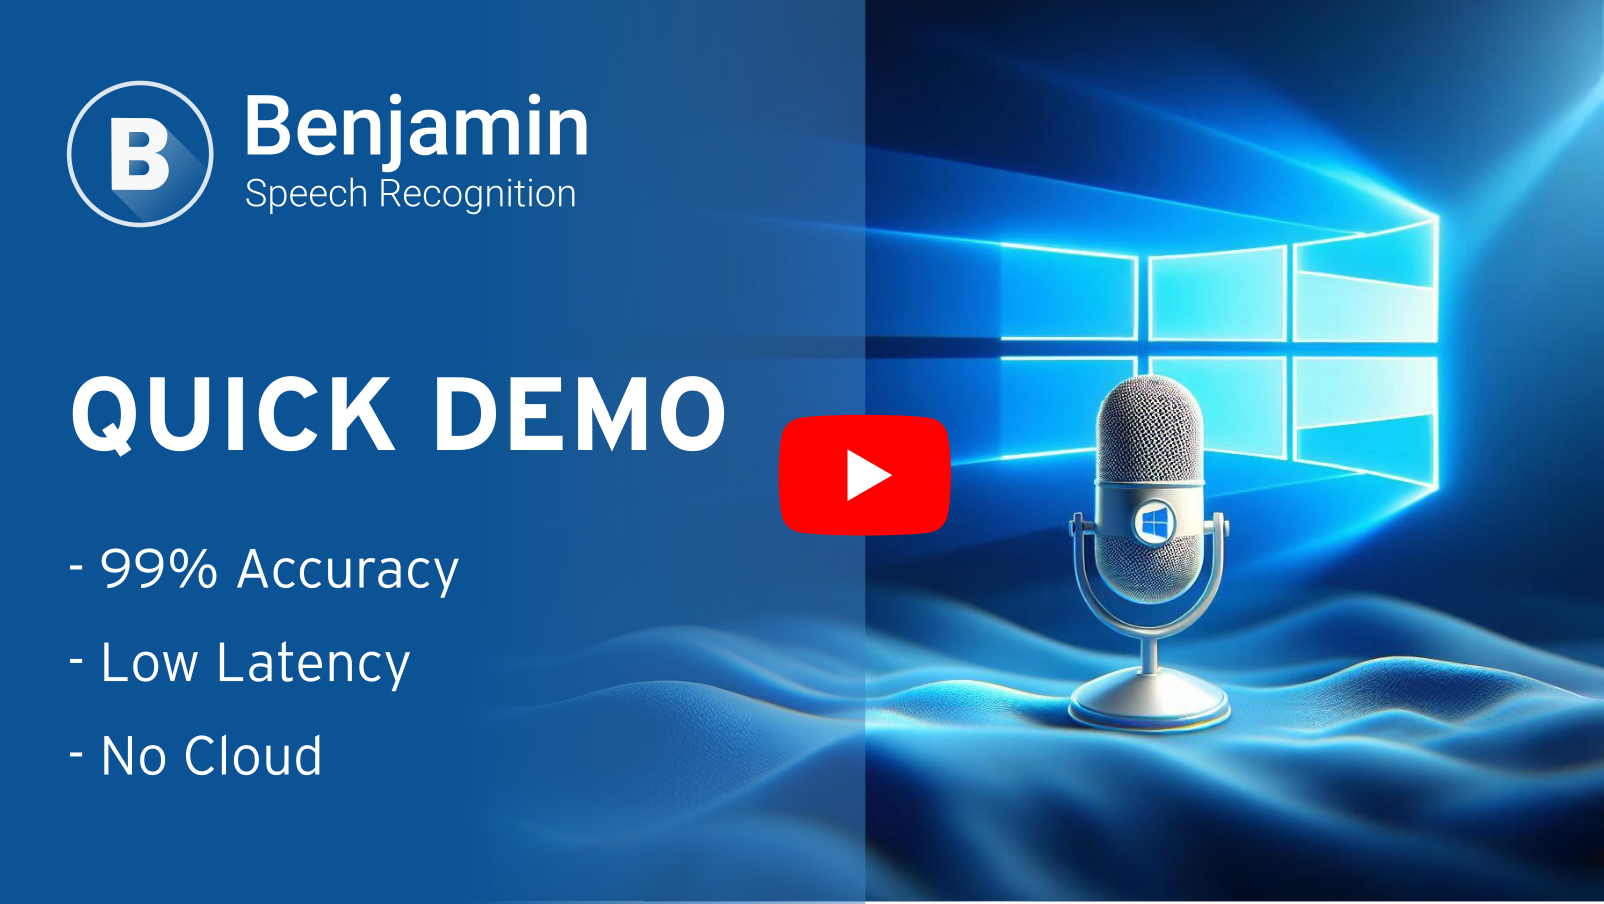 B
Benjamin
Speech Recognition
QUICK DEMO
- 99% Accuracy
- Low Latency
- No Cloud